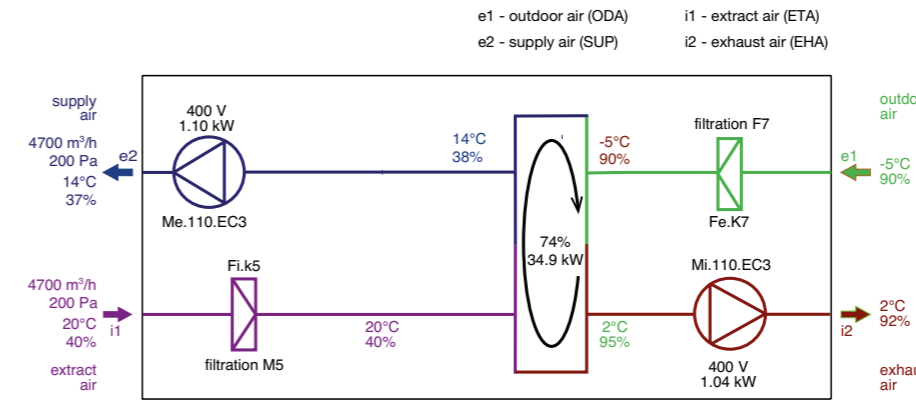 e1 - outdoor air (ODA)
i1 - extract air (ETA)
e2 - supply air (SUP)
i2 - exhaust air (EHA)
supply
air
4700 m³/h
200 Pa
14°C
37%
e2
400 V
1.10 kW
Me.110.EC3
14°C
38%
-5°C
90%
filtration F7
Fe.K7
outdo
air
e1
-5°C
90%
74%
34.9 kW
4700 m³/h
200 Pa
20°C
40%
i1
extract
air
Fi.k5
filtration M5
20°C
40%
2°C
95%
Mi.110.EC3
400 V
1.04 kW
i2
2°C
92%
exhau
air